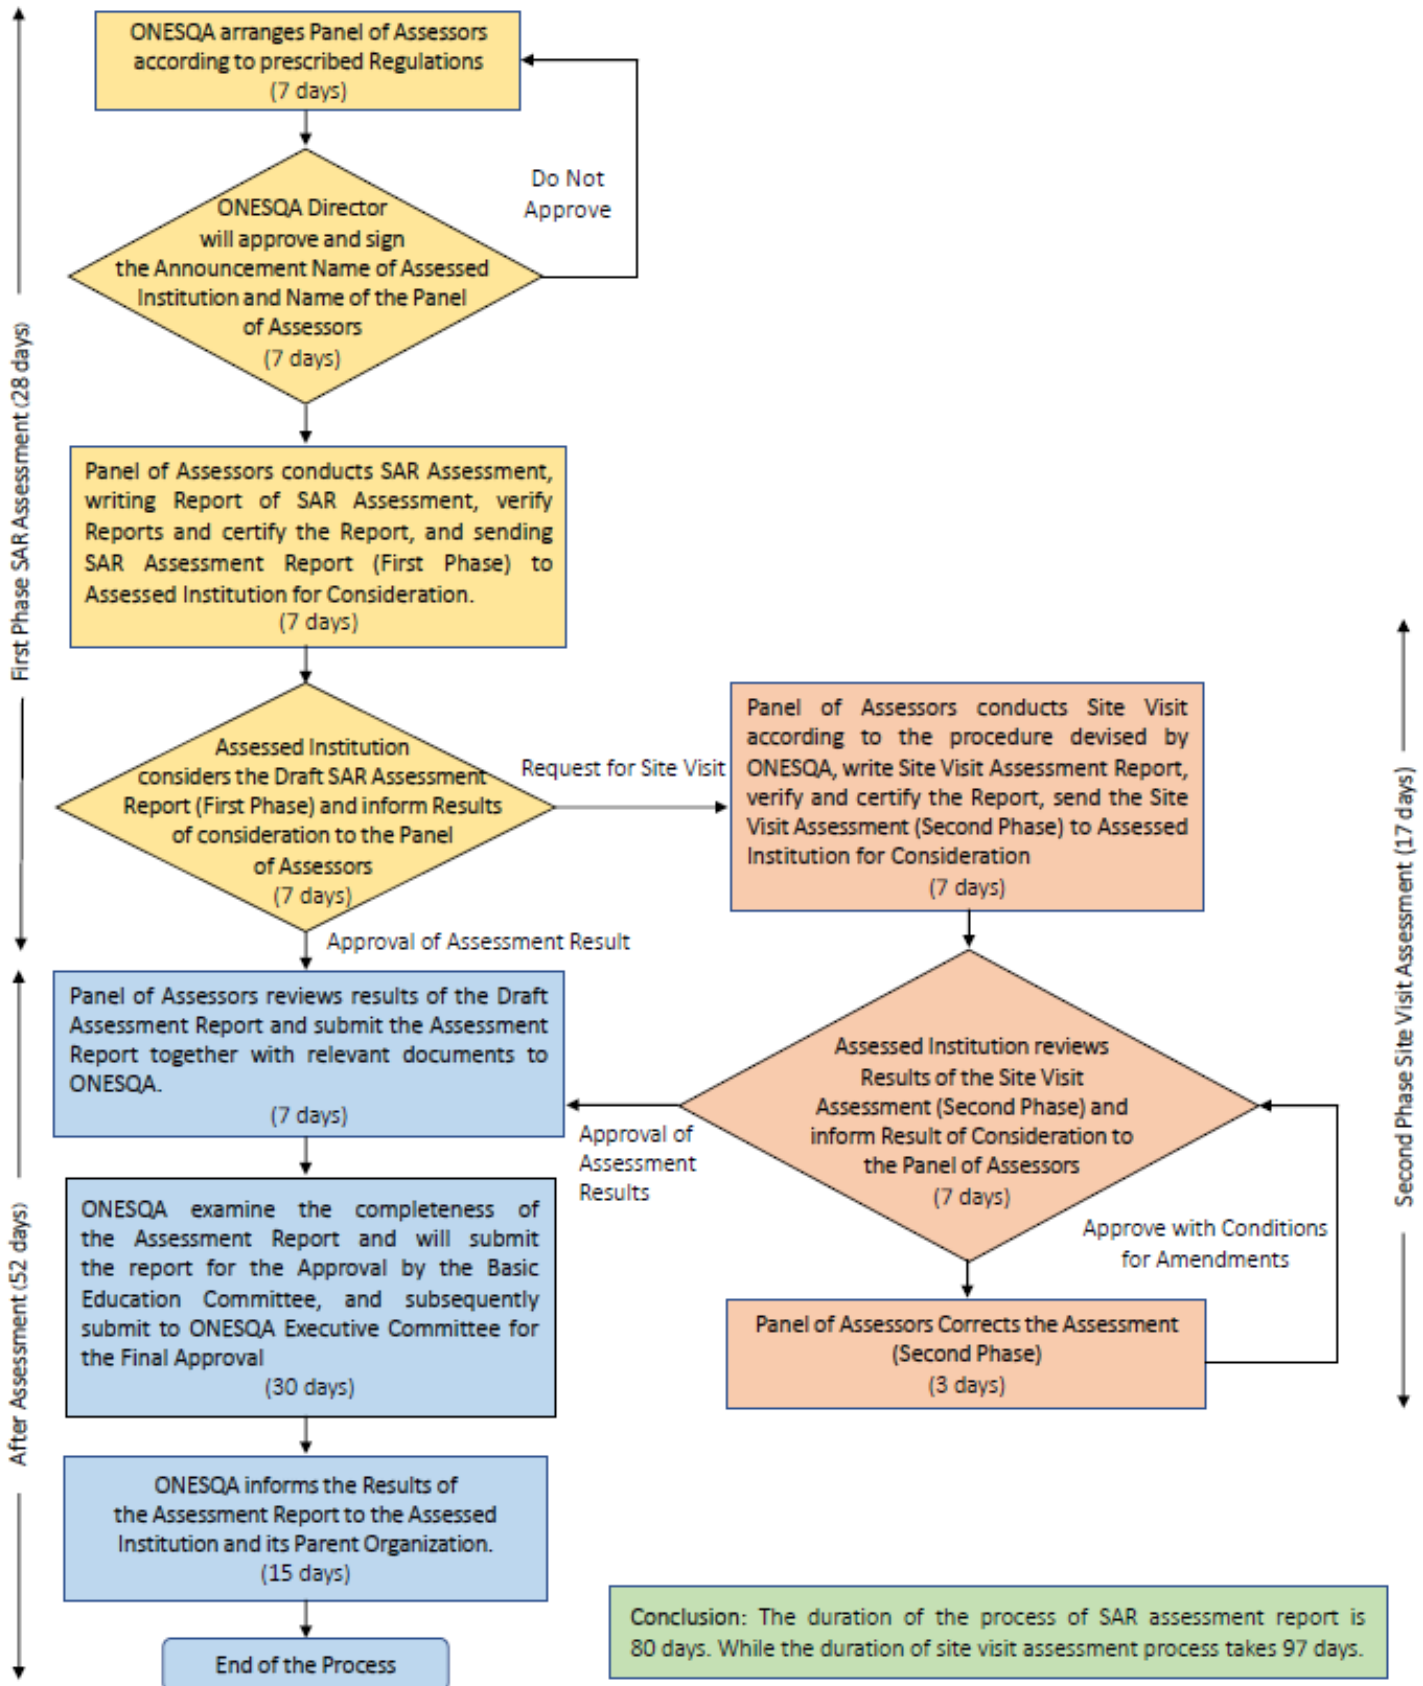 ONESQA arranges Panel of Assessors
according to prescribed Regulations
(7 days)
Do Not
Approve
ONESQA Director
will approve and sign
the Announcement Name of Assessed
Institution and Name of the Panel
of Assessors
(7 days)
First Phase SAR Assessment (28 days)
Panel of Assessors conducts SAR Assessment,
writing Report of SAR Assessment, verify
Reports and certify the Report, and sending
SAR Assessment Report (First Phase) to
Assessed Institution for Consideration.
(7 days)
Assessed Institution
considers the Draft SAR Assessment
Report (First Phase) and inform Results
of consideration to the Panel
of Assessors
(7 days)
Request for Site Visit
Panel of Assessors conducts Site Visit
according to the procedure devised by
ONESQA, write Site Visit Assessment Report,
verify and certify the Report, send the Site
Visit Assessment (Second Phase) to Assessed
Institution for Consideration
(7 days)
Second Phase Site Visit Assessment (17 days)
Approval of Assessment Result
Panel of Assessors reviews results of the Draft
Assessment Report and submit the Assessment
Report together with relevant documents to
ONESQA.
(7 days)
Assessed Institution reviews
Results of the Site Visit
Assessment (Second Phase) and
inform Result of Consideration to
the Panel of Assessors
(7 days)
Approval of
Assessment
Results
Approve with Conditions
for Amendments
After Assessment (52 days)
ONESQA examine the completeness of
the Assessment Report and will submit
the report for the Approval by the Basic
Education Committee, and subsequently
submit to ONESQA Executive Committee for
the Final Approval
(30 days)
Panel of Assessors Corrects the Assessment
(Second Phase)
(3 days)
ONESQA informs the Results of
the Assessment Report to the Assessed
Institution and its Parent Organization.
(15 days)
Conclusion: The duration of the process of SAR assessment report is
80 days. While the duration of site visit assessment process takes 97 days.
End of the Process